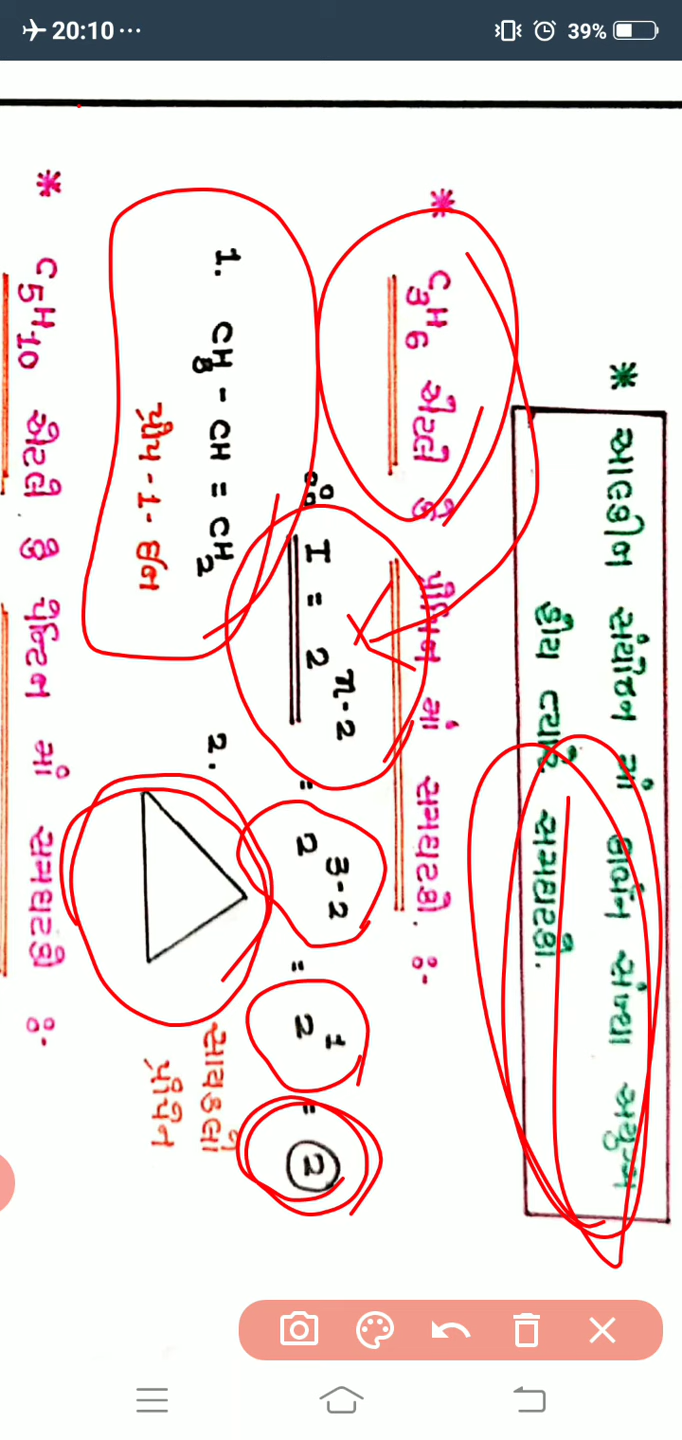 20:10 ...
39%
* આલ્કીન સંયોજન માં કાર્બન સંખ્યા અયુગ્મ
હોય ત્યારે સમઘટકો.
* C3H6 એટલે કે પ્રોપિન માં સમઘટકો. :-
∴ I = 2^n-2 = 2^3-2 = 2^1 = 2
1. CH3 - CH = CH2
પ્રોપ - 1 - ઈન
2.
સાયક્લો
પ્રોપેન
* C5H10 એટલે કે પેન્ટિન માં સમઘટકો :-